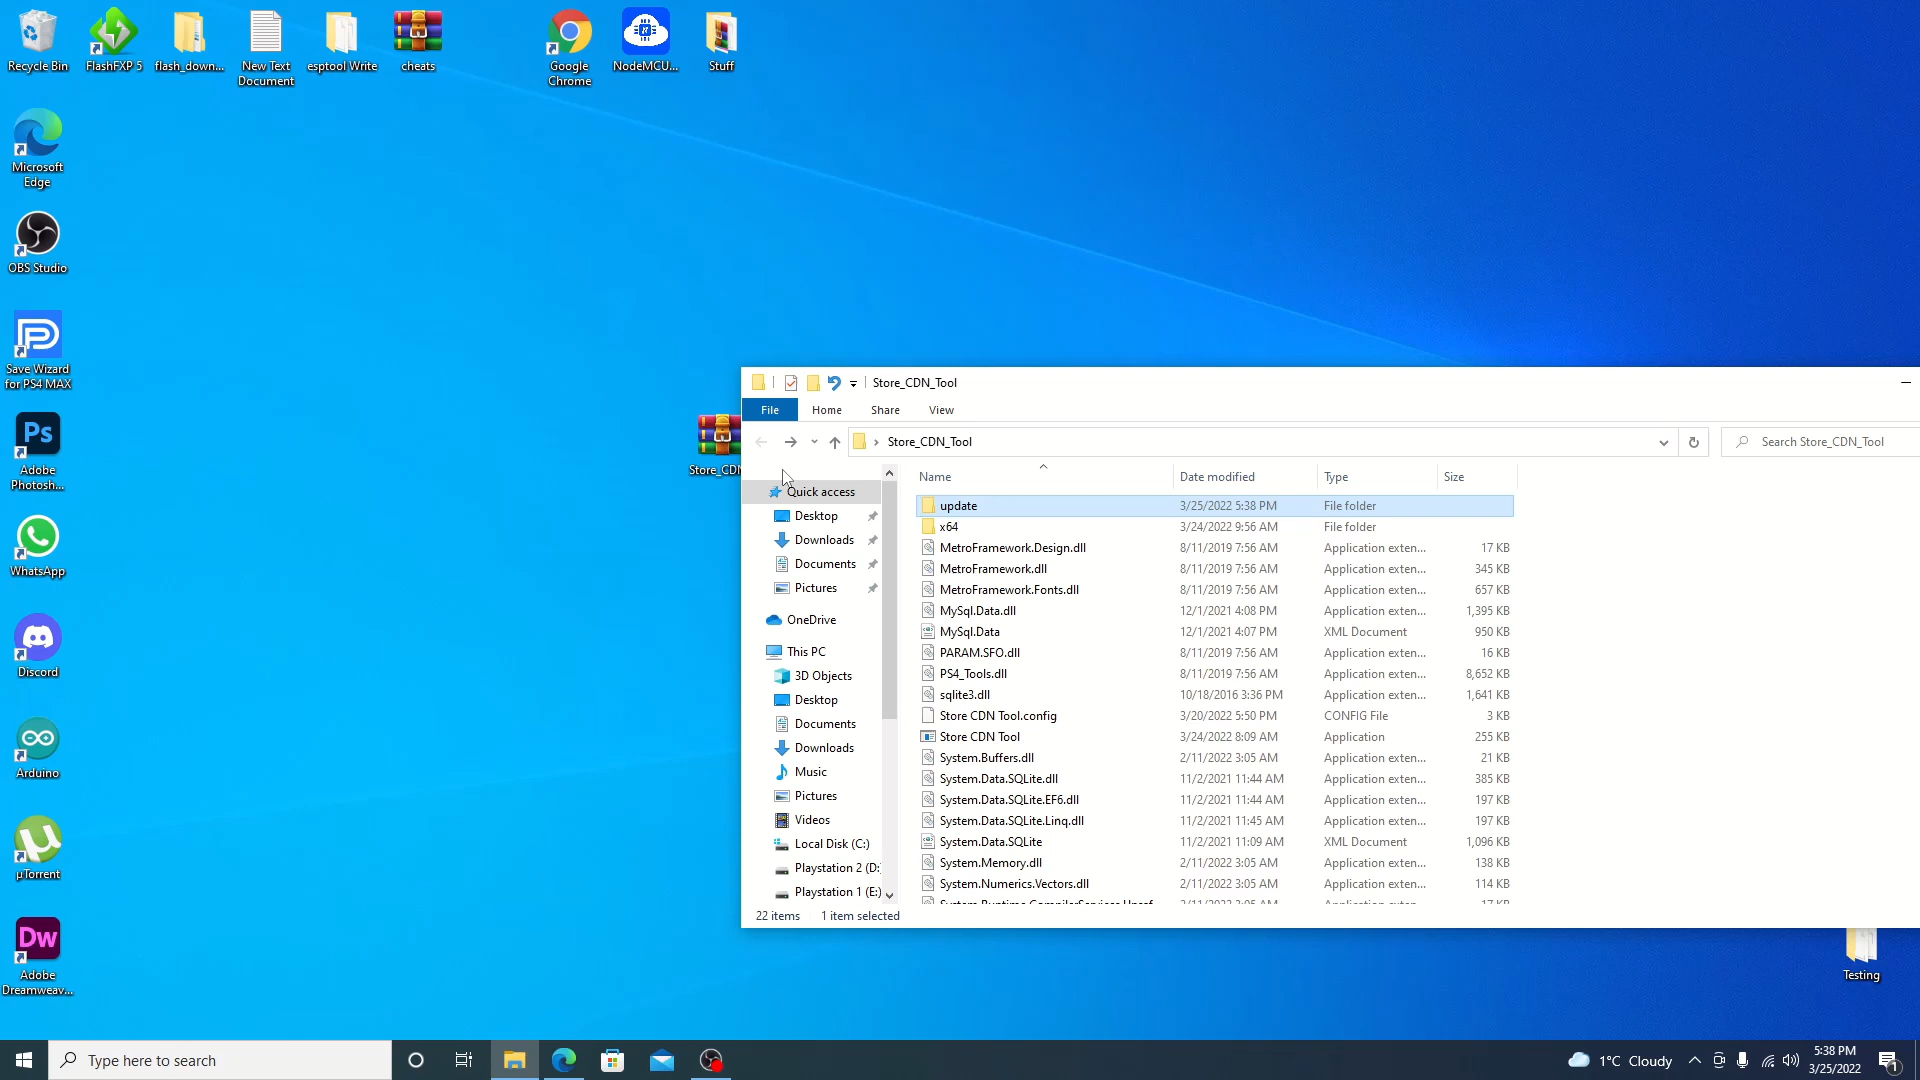 Recycle Bin
FlashFXP 5
flash_down...
New Text
Document
esptool Write
cheats
Google
Chrome
NodeMCU...
Stuff
Microsoft
Edge
OBS Studio
Save Wizard
for PS4 MAX
Adobe
Photosh...
WhatsApp
Discord
Arduino
µTorrent
Adobe
Dreamweav...
Store_CDN
Testing
Store_CDN_Tool
File Home Share View
Store_CDN_Tool
Search Store_CDN_Tool
Quick access
Desktop
Downloads
Documents
Pictures
OneDrive
This PC
3D Objects
Desktop
Documents
Downloads
Music
Pictures
Videos
Local Disk (C:)
Playstation 2 (D:
Playstation 1 (E:)
Name Date modified Type Size
update 3/25/2022 5:38 PM File folder
x64 3/24/2022 9:56 AM File folder
MetroFramework.Design.dll 8/11/2019 7:56 AM Application exten... 17 KB
MetroFramework.dll 8/11/2019 7:56 AM Application exten... 345 KB
MetroFramework.Fonts.dll 8/11/2019 7:56 AM Application exten... 657 KB
MySql.Data.dll 12/1/2021 4:08 PM Application exten... 1,395 KB
MySql.Data 12/1/2021 4:07 PM XML Document 950 KB
PARAM.SFO.dll 8/11/2019 7:56 AM Application exten... 16 KB
PS4_Tools.dll 8/11/2019 7:56 AM Application exten... 8,652 KB
sqlite3.dll 10/18/2016 3:36 PM Application exten... 1,641 KB
Store CDN Tool.config 3/20/2022 5:50 PM CONFIG File 3 KB
Store CDN Tool 3/24/2022 8:09 AM Application 255 KB
System.Buffers.dll 2/11/2022 3:05 AM Application exten... 21 KB
System.Data.SQLite.dll 11/2/2021 11:44 AM Application exten... 385 KB
System.Data.SQLite.EF6.dll 11/2/2021 11:44 AM Application exten... 197 KB
System.Data.SQLite.Linq.dll 11/2/2021 11:45 AM Application exten... 197 KB
System.Data.SQLite 11/2/2021 11:09 AM XML Document 1,096 KB
System.Memory.dll 2/11/2022 3:05 AM Application exten... 138 KB
System.Numerics.Vectors.dll 2/11/2022 3:05 AM Application exten... 114 KB
22 items 1 item selected
Type here to search
1°C Cloudy
5:38 PM
3/25/2022
1